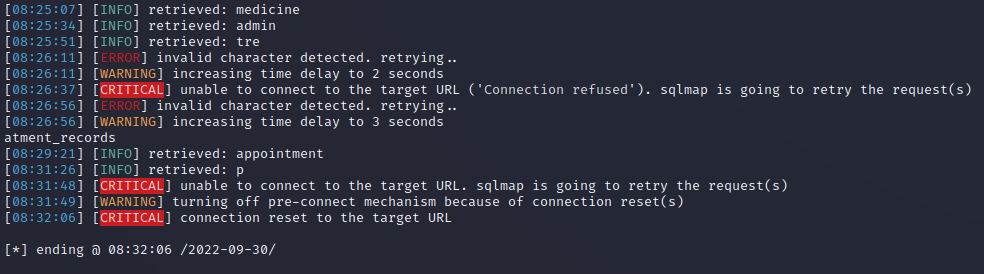 [08:25:07] [INFO] retrieved: medicine
[08:25:34] [INFO] retrieved: admin
[08:25:51] [INFO] retrieved: tre
[08:26:11] [ERROR] invalid character detected. retrying..
[08:26:11] [WARNING] increasing time delay to 2 seconds
[08:26:37] [CRITICAL] unable to connect to the target URL ('Connection refused'). sqlmap is going to retry the request(s)
[08:26:56] [ERROR] invalid character detected. retrying..
[08:26:56] [WARNING] increasing time delay to 3 seconds
atment_records
[08:29:21] [INFO] retrieved: appointment
[08:31:26] [INFO] retrieved: p
[08:31:48] [CRITICAL] unable to connect to the target URL. sqlmap is going to retry the request(s)
[08:31:49] [WARNING] turning off pre-connect mechanism because of connection reset(s)
[08:32:06] [CRITICAL] connection reset to the target URL
[*] ending @ 08:32:06 /2022-09-30/